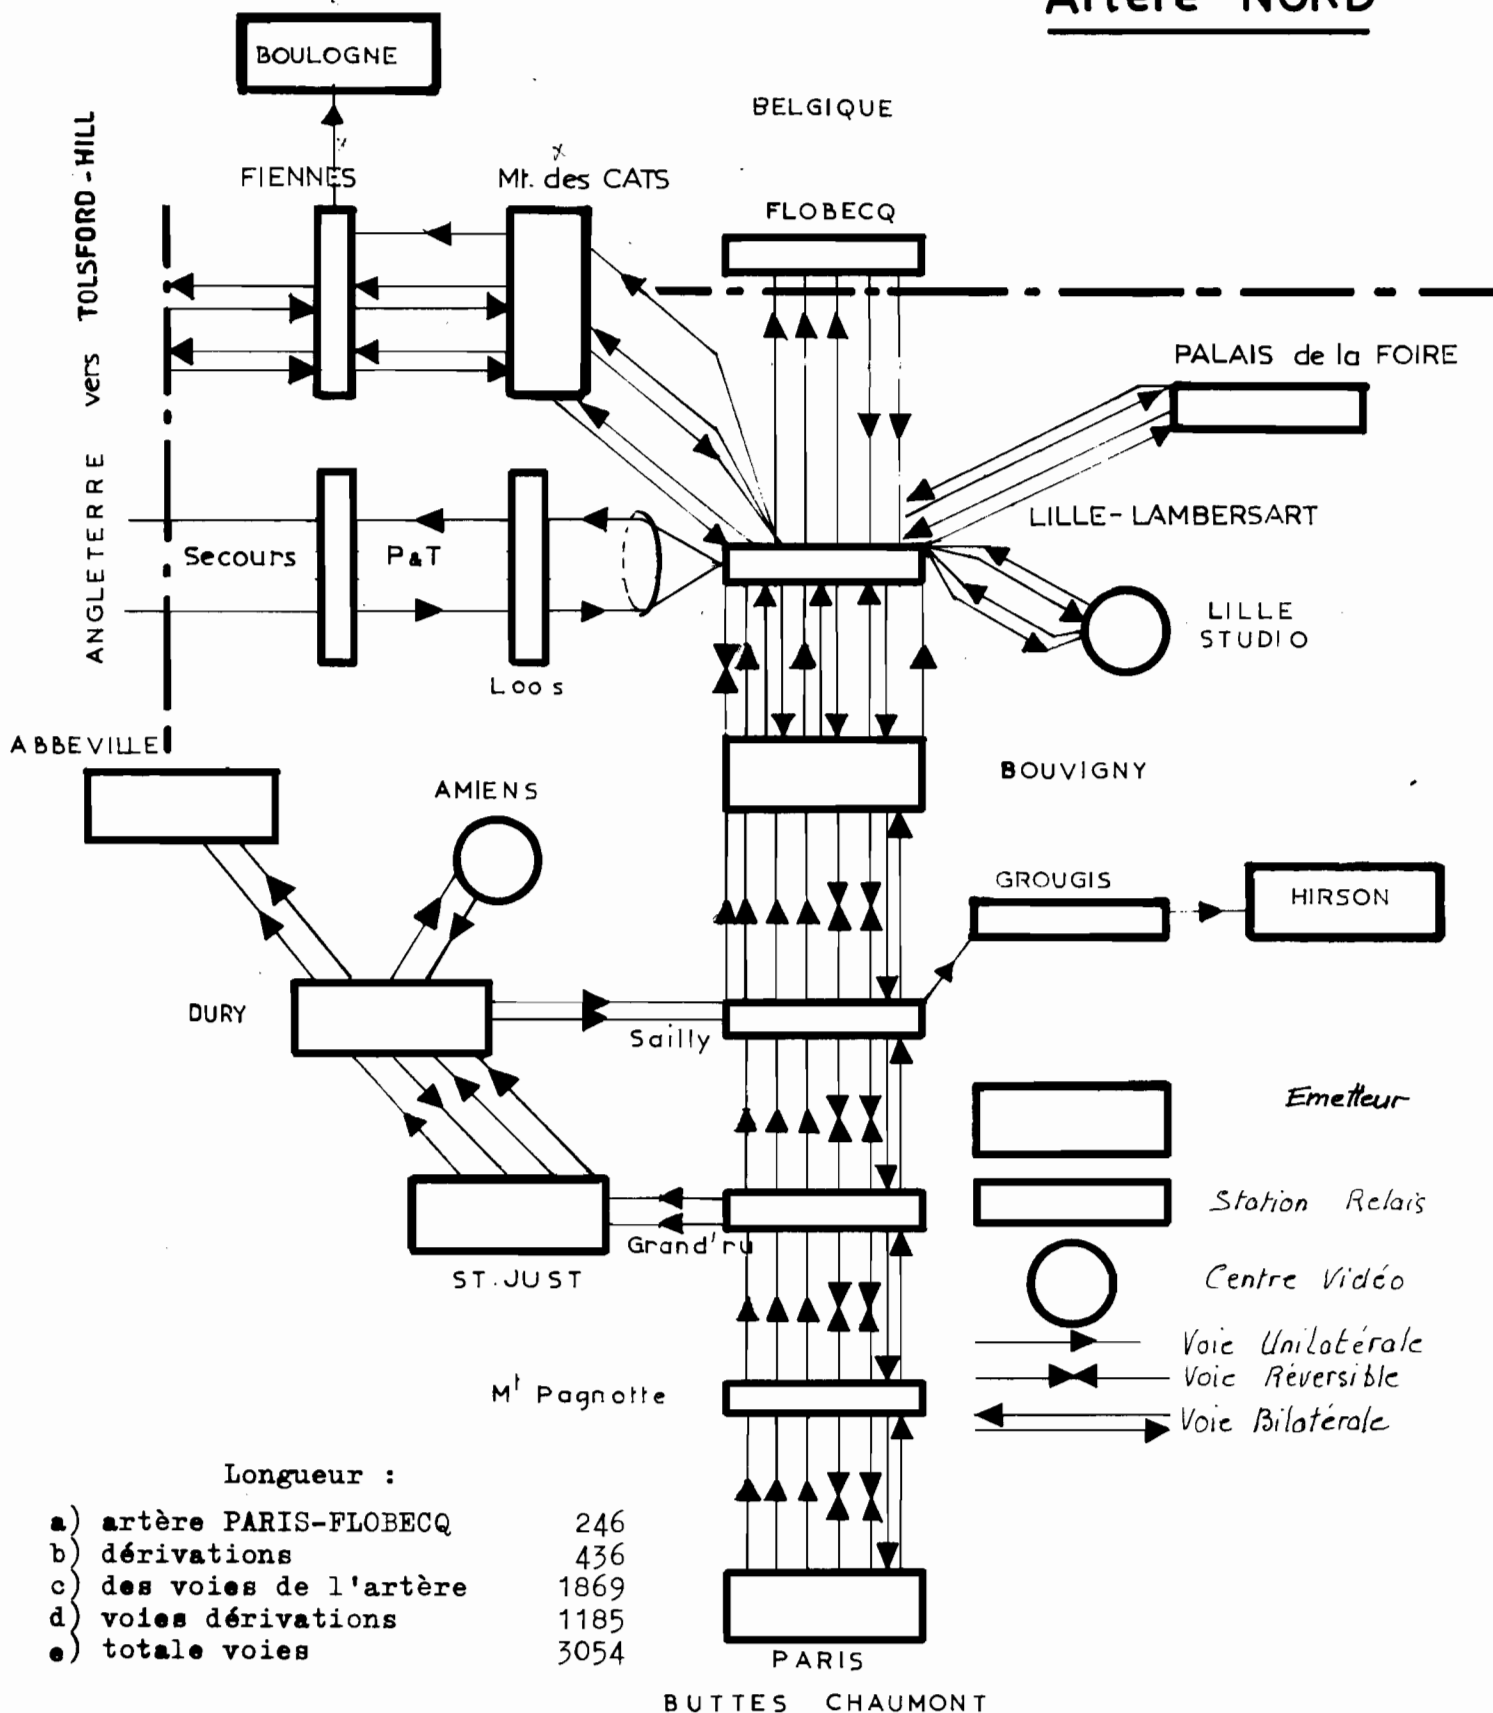 Artère NORD
BOULOGNE
BELGIQUE
ANGLETERRE vers TOLSFORD-HILL
FIENNES
Mt. des CATS
FLOBECQ
PALAIS de la FOIRE
LILLE-LAMBERSART
Secours
P&T
LILLE
STUDIO
Loos
ABBEVILLE
BOUVIGNY
AMIENS
GROUGIS
HIRSON
DURY
Sailly
Emetteur
Station Relais
Grand'ru
ST.JUST
Centre Vidéo
Voie Unilatérale
Mt Pagnotte
Voie Réversible
Voie Bilatérale
Longueur :
a) artère PARIS-FLOBECQ 246
b) dérivations 436
c) des voies de l'artère 1869
d) voies dérivations 1185
e) totale voies 3054
PARIS
BUTTES CHAUMONT